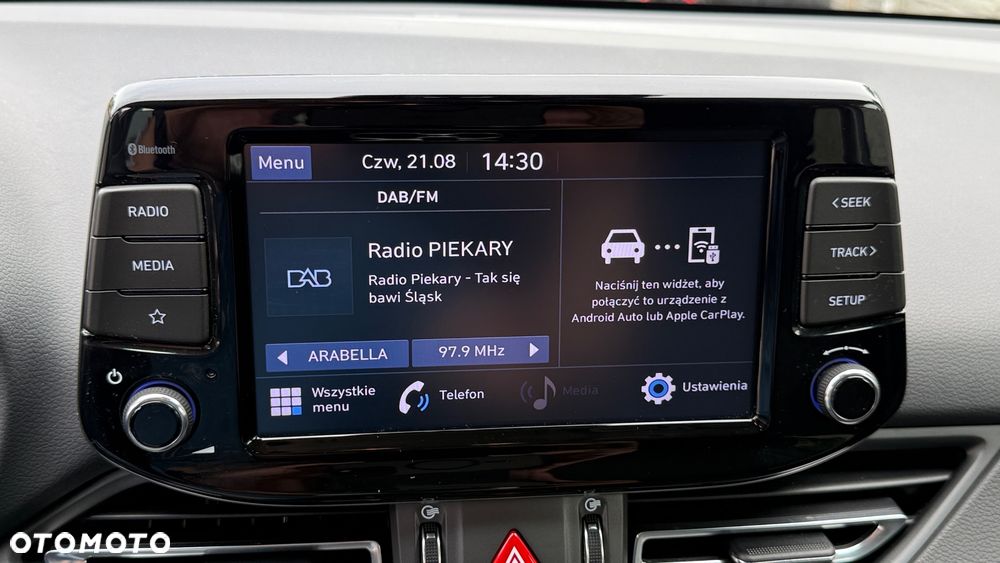 Bluetooth
RADIO
MEDIA
Menu
Czw, 21.08
14:30
DAB/FM
DAB
Radio PIEKARY
Radio Piekary - Tak się
bawi Śląsk
ARABELLA
97.9 MHz
Naciśnij ten widżet, aby
połączyć to urządzenie z
Android Auto lub Apple CarPlay.
Wszystkie
menu
Telefon
Media
Ustawienia
< SEEK
TRACK >
SETUP
OTOMOTO